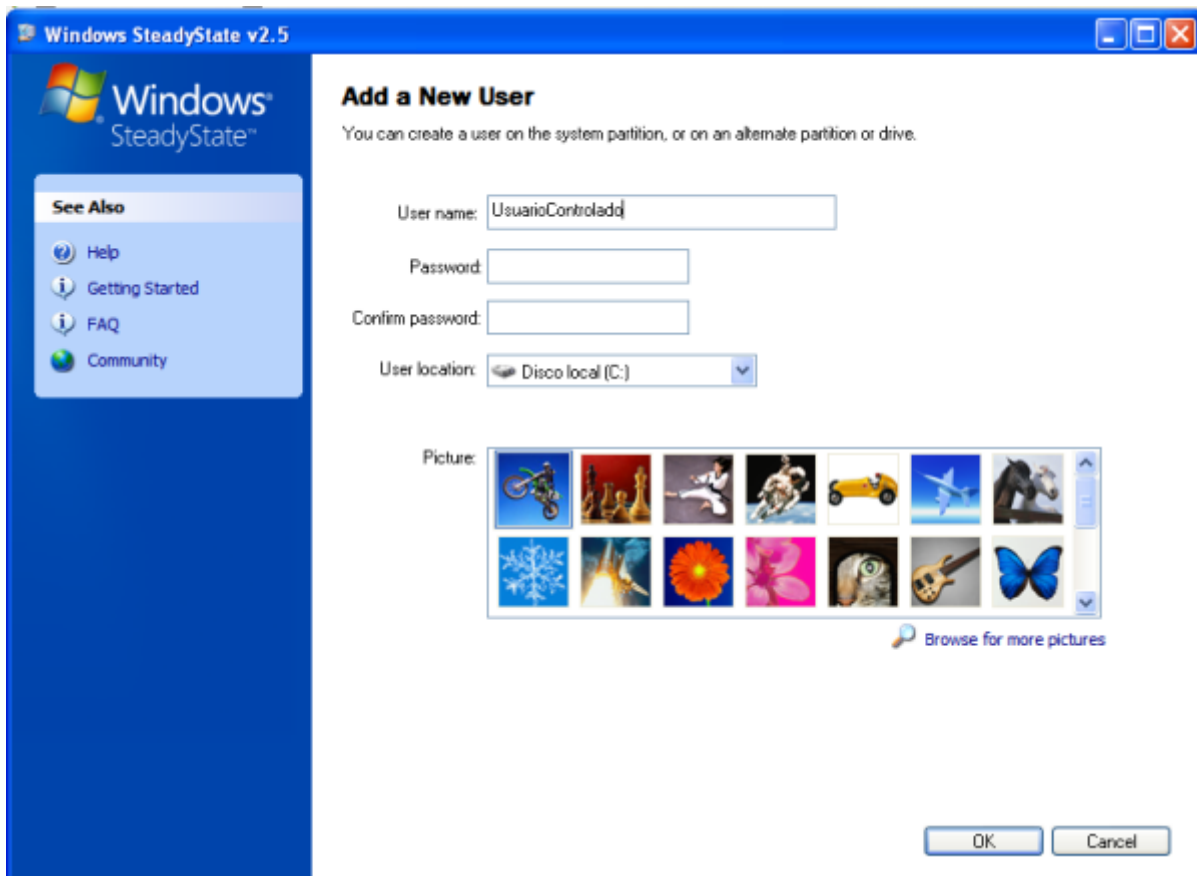 Windows SteadyState v2.5
Windows®
SteadyState™
See Also
Help
Getting Started
FAQ
Community
Add a New User
You can create a user on the system partition, or on an alternate partition or drive.
User name: UsuarioControlado
Password:
Confirm password:
User location: Disco local (C:)
Picture:
Browse for more pictures
OK Cancel